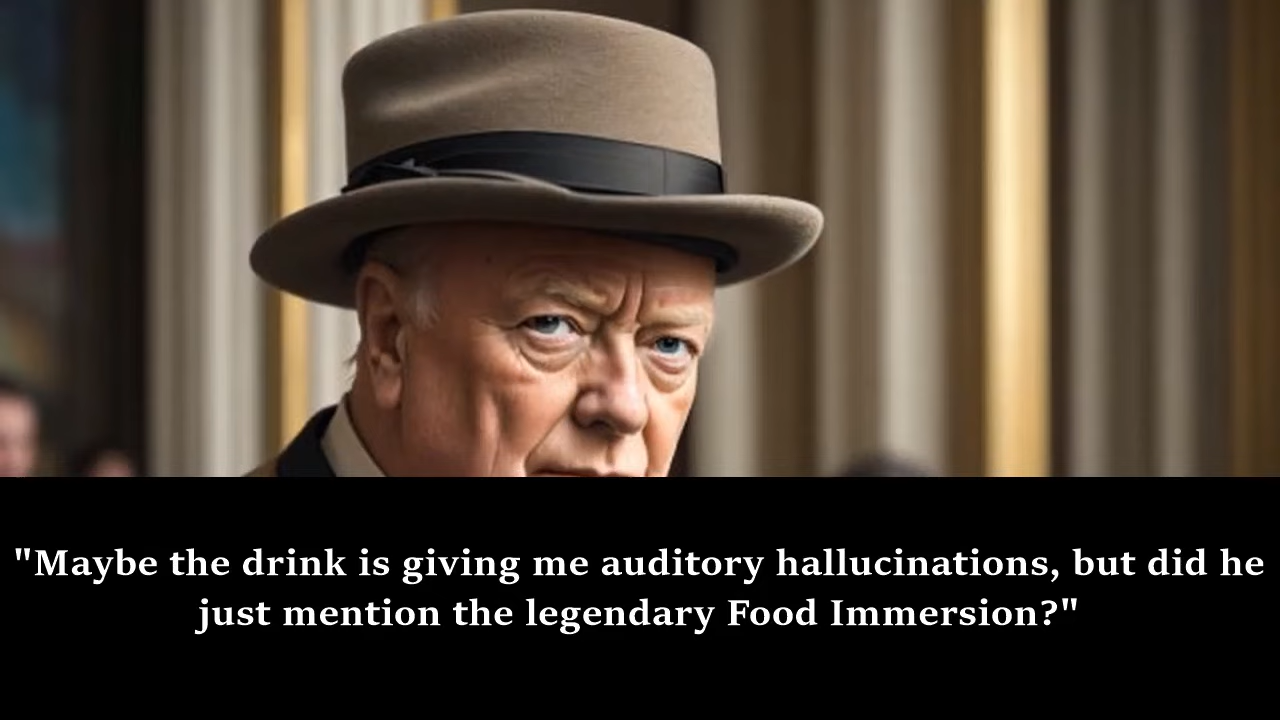 "Maybe the drink is giving me auditory hallucinations, but did he
just mention the legendary Food Immersion?"